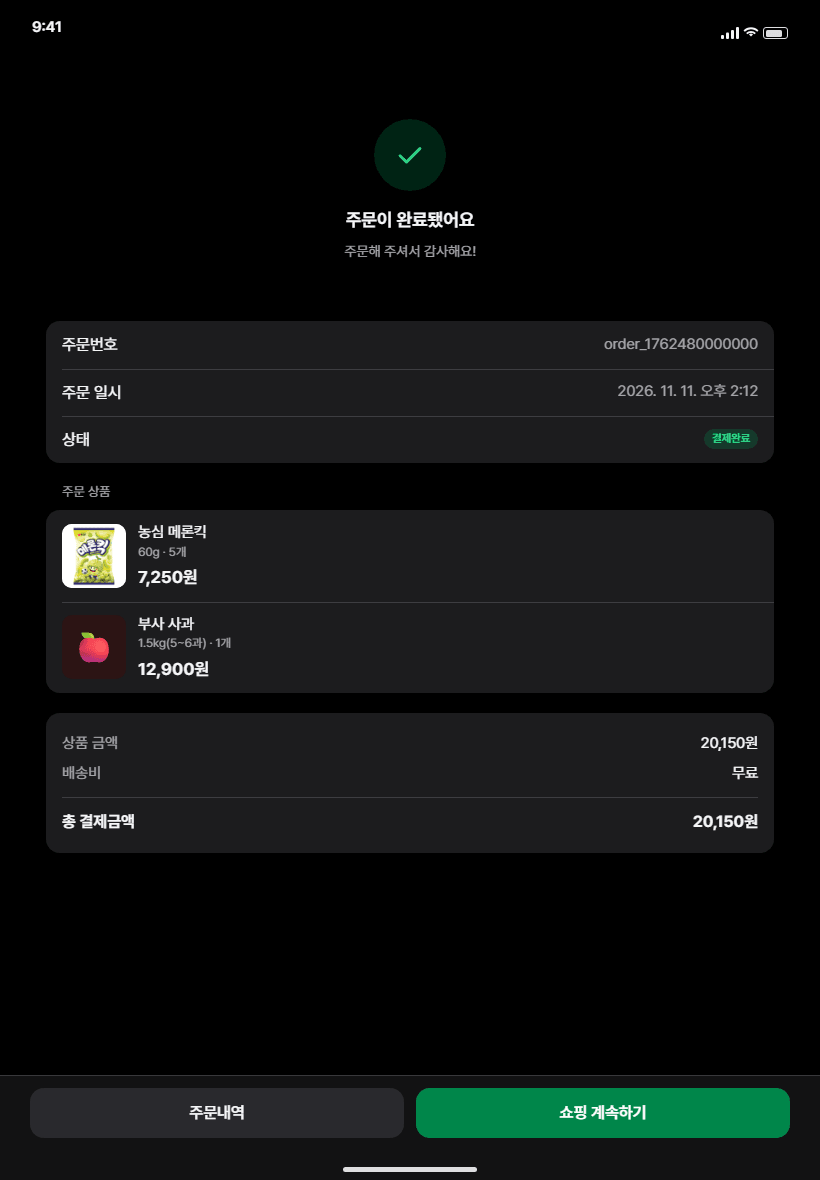 9:41
주문이 완료됐어요
주문해 주셔서 감사해요!
주문번호 order_1762480000000
주문 일시 2026. 11. 11. 오후 2:12
상태 결제완료
주문 상품
메론킥
농심 메론킥
60g · 5개
7,250원
부사 사과
1.5kg(5~6과) · 1개
12,900원
상품 금액 20,150원
배송비 무료
총 결제금액 20,150원
주문내역 쇼핑 계속하기